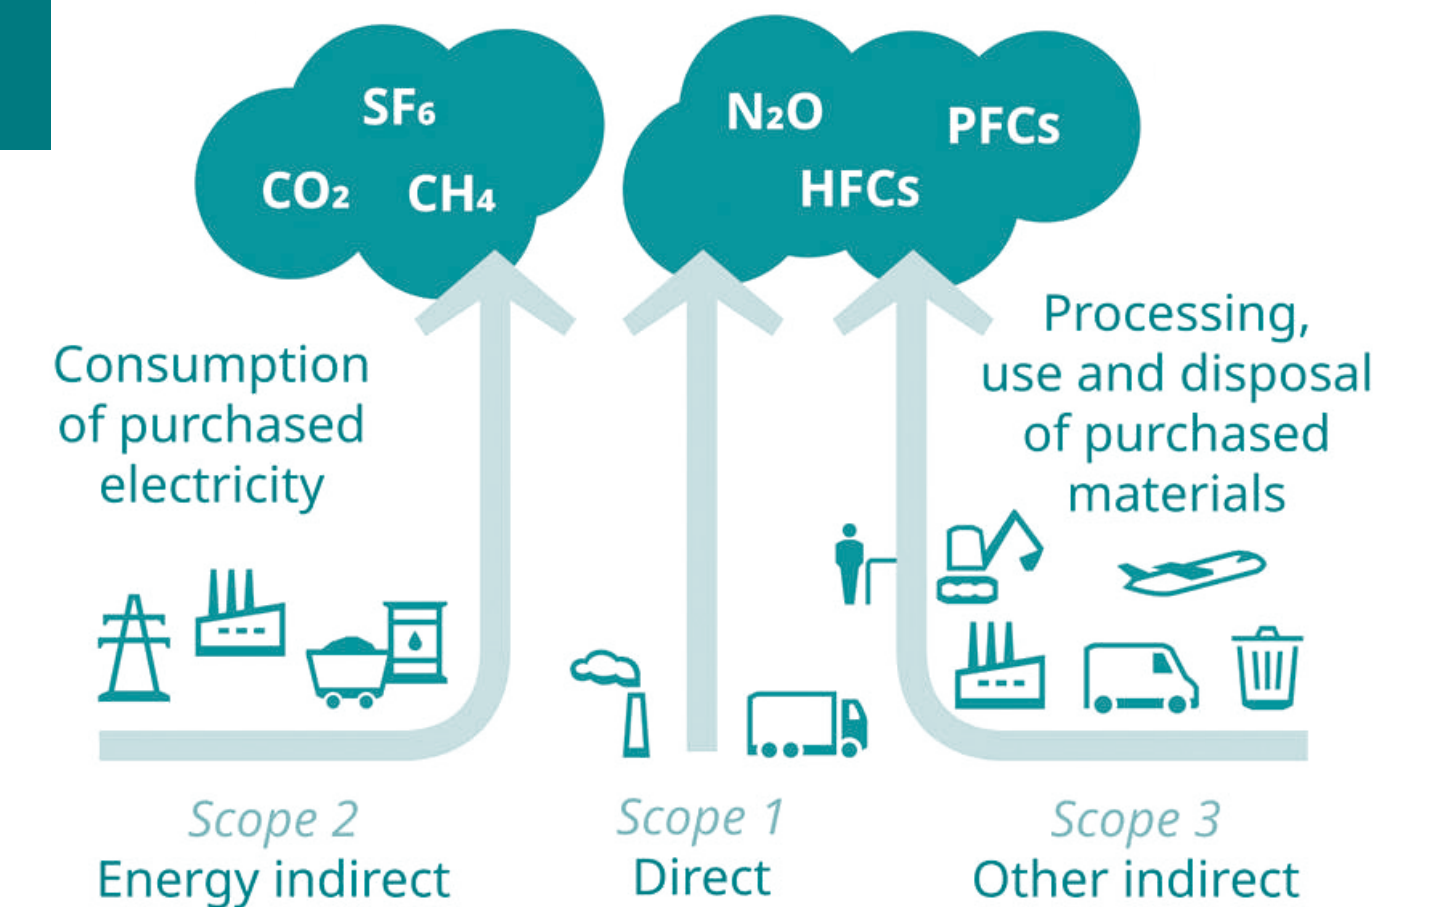 SF₆
CO₂ CH₄
N₂O PFCs
HFCs
Consumption
of purchased
electricity
Processing,
use and disposal
of purchased
materials
Scope 2
Energy indirect
Scope 1
Direct
Scope 3
Other indirect